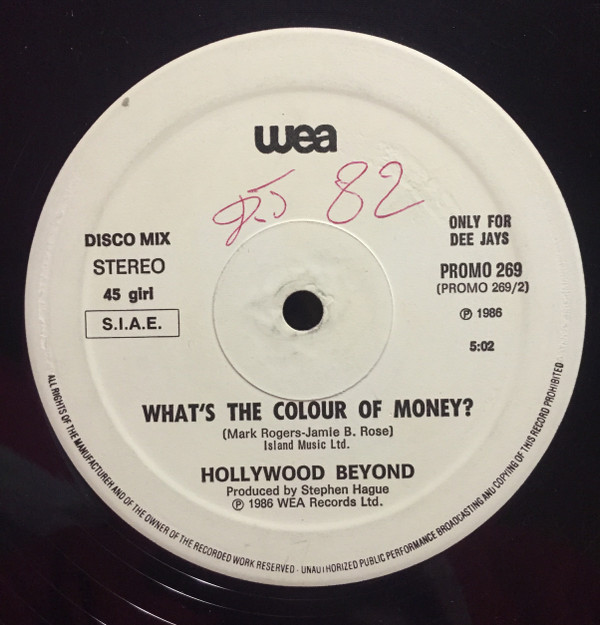 wea
82
DISCO MIX
STEREO
45 giri
S.I.A.E.
ONLY FOR
DEE JAYS
PROMO 269
(PROMO 269/2)
℗ 1986
5:02
WHAT'S THE COLOUR OF MONEY?
(Mark Rogers-Jamie B. Rose)
Island Music Ltd.
HOLLYWOOD BEYOND
Produced by Stephen Hague
℗ 1986 WEA Records Ltd.
ALL RIGHTS OF THE MANUFACTURER AND OF THE OWNER OF THE RECORDED WORK RESERVED - UNAUTHORIZED PUBLIC PERFORMANCE BROADCASTING AND COPYING OF THIS RECORD PROHIBITED